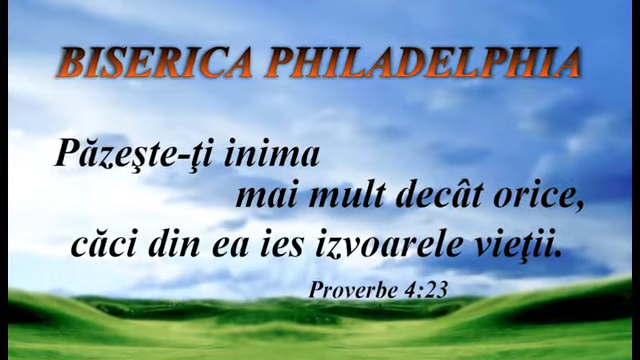 BISERICA PHILADELPHIA
Păzeşte-ţi inima
mai mult decât orice,
căci din ea ies izvoarele vieţii.
Proverbe 4:23